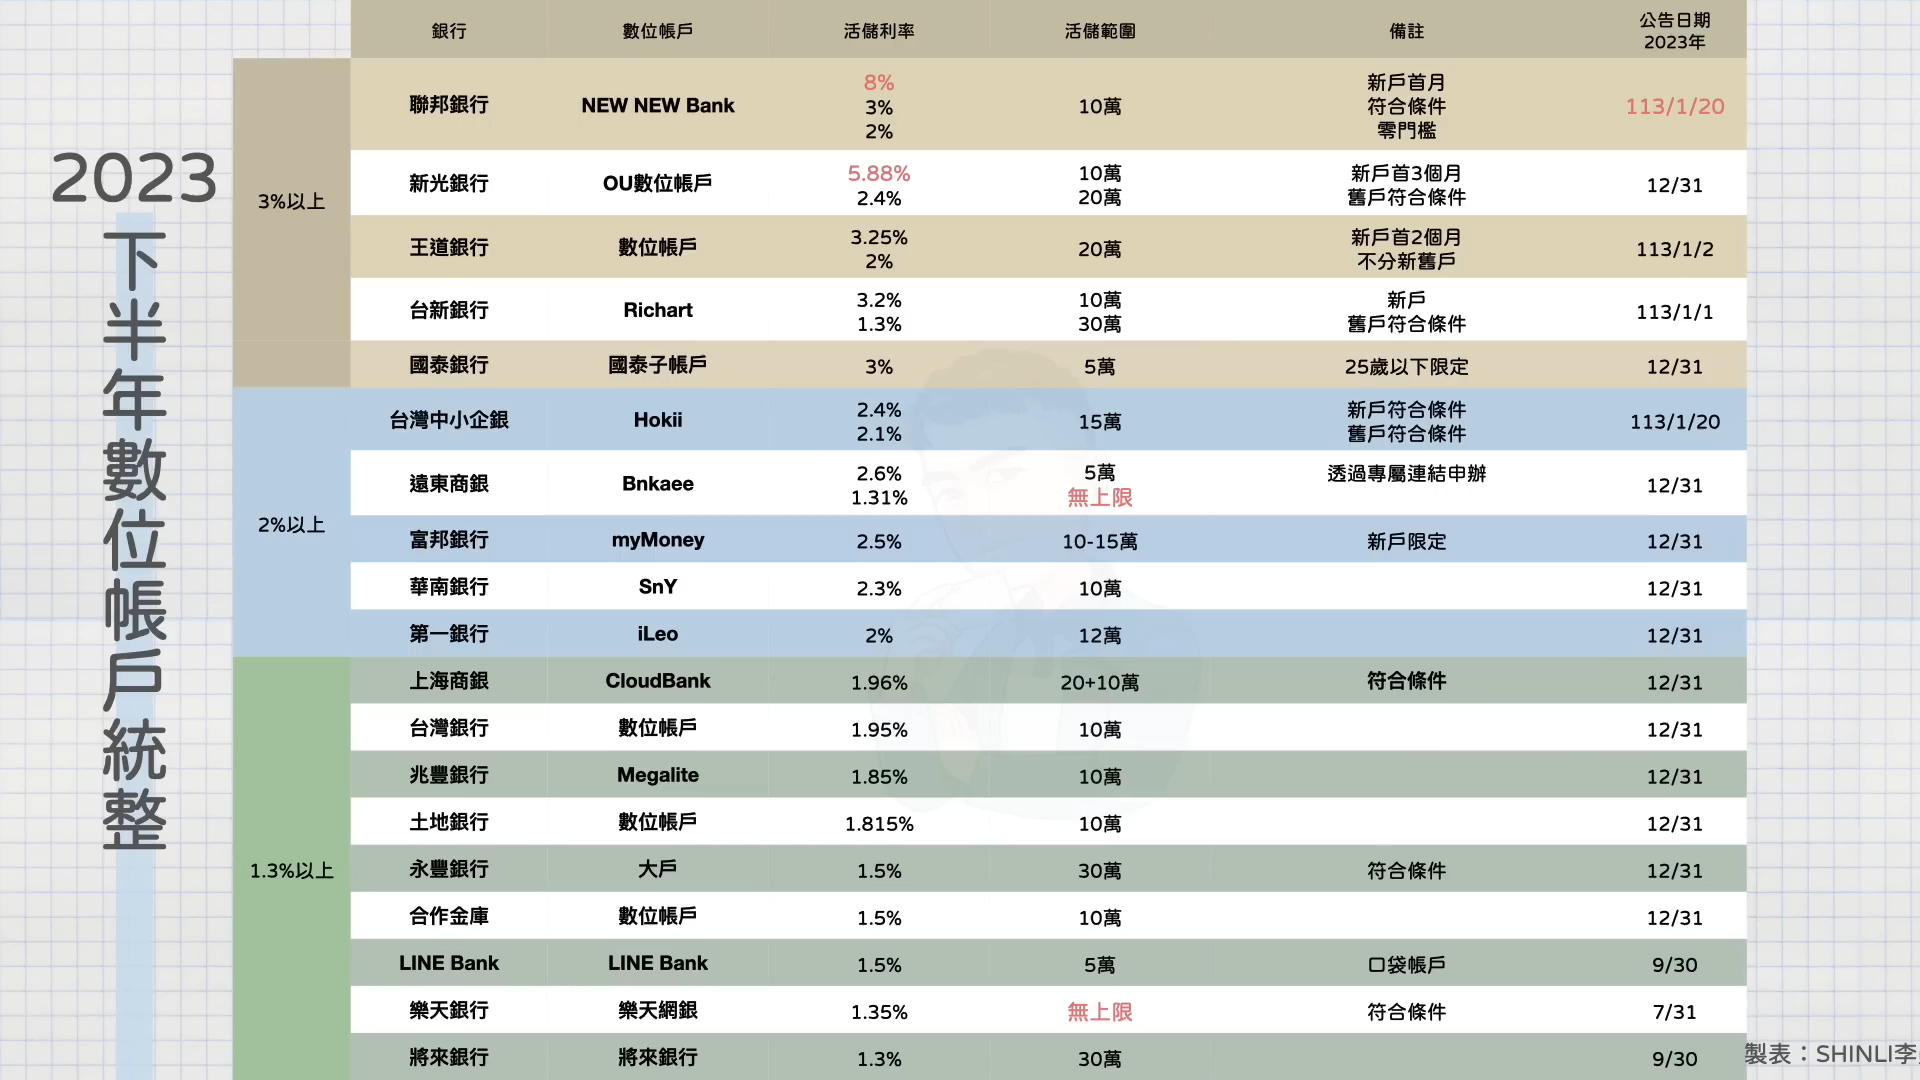 2023
下半年數位帳戶統整
銀行 數位帳戶 活儲利率 活儲範圍 備註 公告日期
2023年
3%以上
聯邦銀行 NEW NEW Bank 8% 10萬 新戶首月 113/1/20
3% 符合條件
2% 零門檻
新光銀行 OU數位帳戶 5.88% 10萬 新戶首3個月 12/31
2.4% 20萬 舊戶符合條件
王道銀行 數位帳戶 3.25% 20萬 新戶首2個月 113/1/2
2% 不分新舊戶
台新銀行 Richart 3.2% 10萬 新戶 113/1/1
1.3% 30萬 舊戶符合條件
國泰銀行 國泰子帳戶 3% 5萬 25歲以下限定 12/31
2%以上
台灣中小企銀 Hokii 2.4% 15萬 新戶符合條件 113/1/20
2.1% 舊戶符合條件
遠東商銀 Bnkaee 2.6% 5萬 透過專屬連結申辦 12/31
1.31% 無上限
富邦銀行 myMoney 2.5% 10-15萬 新戶限定 12/31
華南銀行 SnY 2.3% 10萬 12/31
第一銀行 iLeo 2% 12萬 12/31
1.3%以上
上海商銀 CloudBank 1.96% 20+10萬 符合條件 12/31
台灣銀行 數位帳戶 1.95% 10萬 12/31
兆豐銀行 Megalite 1.85% 10萬 12/31
土地銀行 數位帳戶 1.815% 10萬 12/31
永豐銀行 大戶 1.5% 30萬 符合條件 12/31
合作金庫 數位帳戶 1.5% 10萬 12/31
LINE Bank LINE Bank 1.5% 5萬 口袋帳戶 9/30
樂天銀行 樂天網銀 1.35% 無上限 符合條件 7/31
將來銀行 將來銀行 1.3% 30萬 9/30
製表：SHINLI李